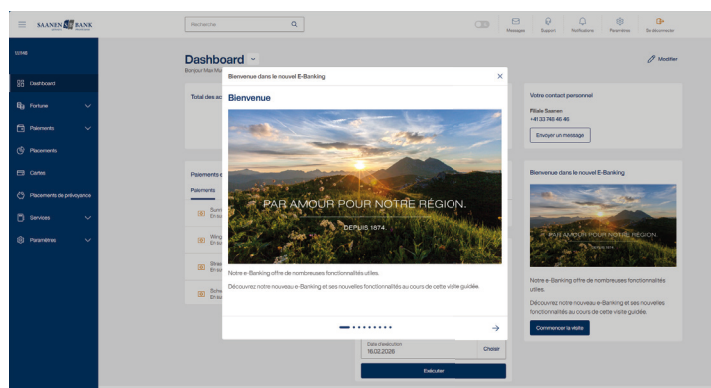 SAANEN BANK
Recherche
Messages
Support
Notifications
Paramètres
Se déconnecter
Dashboard
Fortune
Paiements
Placements
Cartes
Placements de prévoyance
Services
Paramètres
Dashboard
Modifier
Bonjour
Total des
Paiements
Paiements
Bienvenue dans le nouvel E-Banking
Bienvenue
PAR AMOUR POUR NOTRE RÉGION.
DEPUIS 1874.
Notre e-Banking offre de nombreuses fonctionnalités utiles.
Découvrez notre nouveau e-Banking et ses nouvelles fonctionnalités au cours de cette visite guidée.
Date d'exécution
16.02.2026
Choisir
Exécuter
Votre contact personnel
Filiale Saanen
+41 33 748 46 46
Envoyer un message
Bienvenue dans le nouvel E-Banking
PAR AMOUR POUR NOTRE RÉGION.
DEPUIS 1874.
Notre e-Banking offre de nombreuses fonctionnalités
utiles.
Découvrez notre nouveau e-Banking et ses nouvelles
fonctionnalités au cours de cette visite guidée.
Commencer la visite